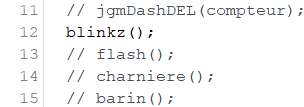 11 // jgmDashDEL(compteur);
12 blinkz();
13 // flash();
14 // charniere();
15 // barin();